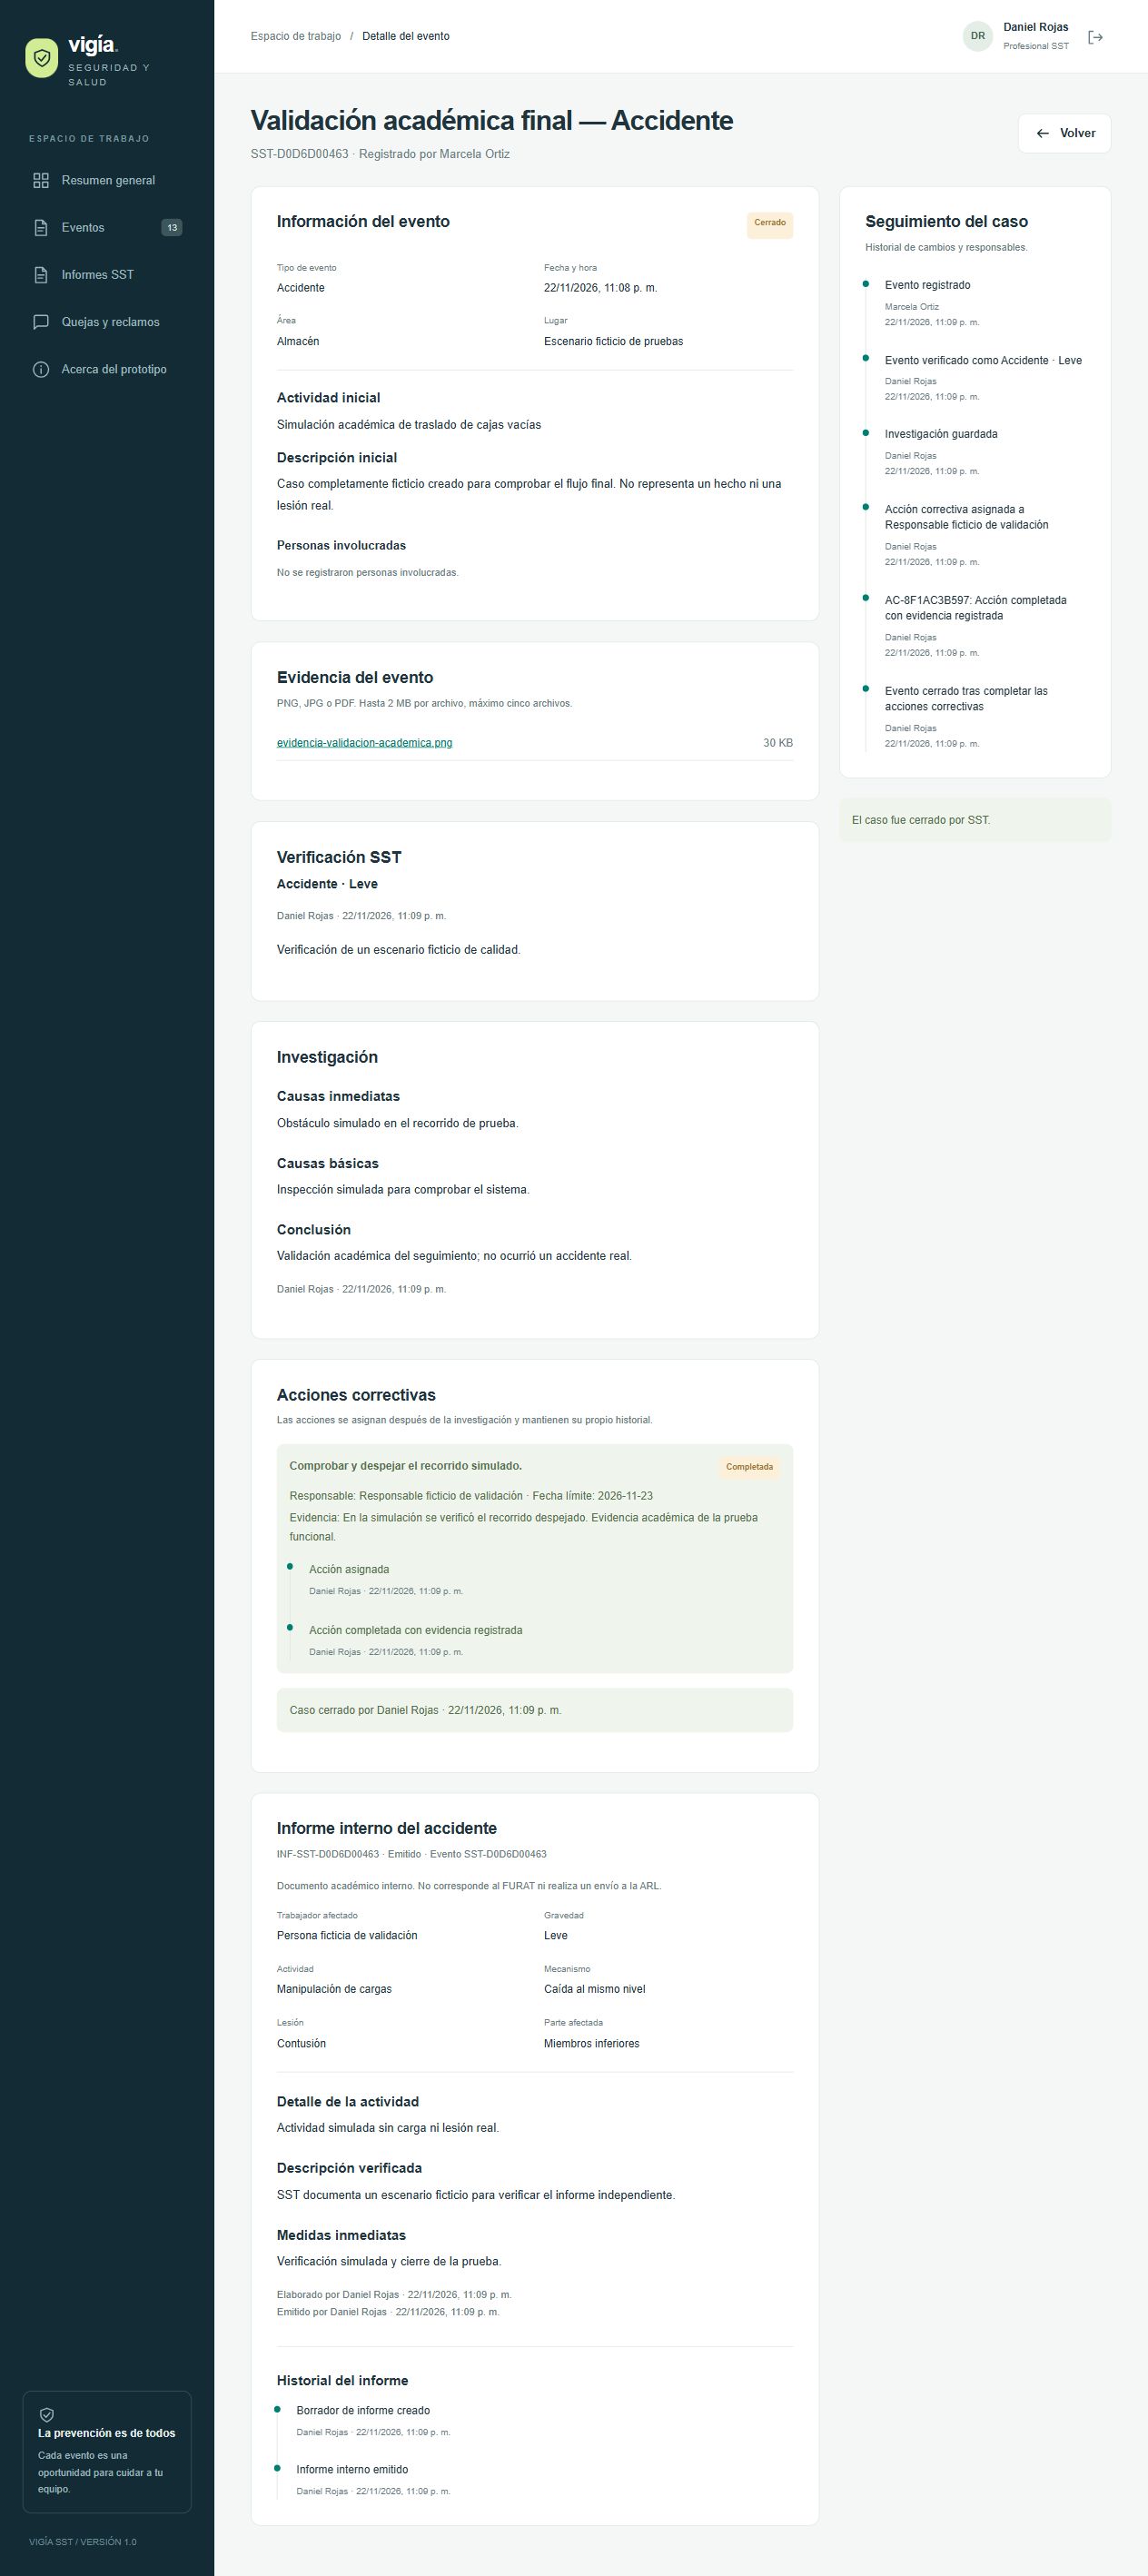 vigía.
SEGURIDAD Y
SALUD
ESPACIO DE TRABAJO
Resumen general
Eventos 13
Informes SST
Quejas y reclamos
Acerca del prototipo
La prevención es de todos
Cada evento es una
oportunidad para cuidar a tu
equipo.
VIGÍA SST / VERSIÓN 1.0
Espacio de trabajo / Detalle del evento
DR
Daniel Rojas
Profesional SST
Validación académica final — Accidente
SST-D0D6D00463 · Registrado por Marcela Ortiz
Volver
Información del evento
Cerrado
Tipo de evento
Accidente
Fecha y hora
22/11/2026, 11:08 p. m.
Área
Almacén
Lugar
Escenario ficticio de pruebas
Actividad inicial
Simulación académica de traslado de cajas vacías
Descripción inicial
Caso completamente ficticio creado para comprobar el flujo final. No representa un hecho ni una
lesión real.
Personas involucradas
No se registraron personas involucradas.
Evidencia del evento
PNG, JPG o PDF. Hasta 2 MB por archivo, máximo cinco archivos.
evidencia-validacion-academica.png 30 KB
Verificación SST
Accidente · Leve
Daniel Rojas · 22/11/2026, 11:09 p. m.
Verificación de un escenario ficticio de calidad.
Investigación
Causas inmediatas
Obstáculo simulado en el recorrido de prueba.
Causas básicas
Inspección simulada para comprobar el sistema.
Conclusión
Validación académica del seguimiento; no ocurrió un accidente real.
Daniel Rojas · 22/11/2026, 11:09 p. m.
Acciones correctivas
Las acciones se asignan después de la investigación y mantienen su propio historial.
Comprobar y despejar el recorrido simulado.
Completada
Responsable: Responsable ficticio de validación · Fecha límite: 2026-11-23
Evidencia: En la simulación se verificó el recorrido despejado. Evidencia académica de la prueba
funcional.
Acción asignada
Daniel Rojas · 22/11/2026, 11:09 p. m.
Acción completada con evidencia registrada
Daniel Rojas · 22/11/2026, 11:09 p. m.
Caso cerrado por Daniel Rojas · 22/11/2026, 11:09 p. m.
Informe interno del accidente
INF-SST-D0D6D00463 · Emitido · Evento SST-D0D6D00463
Documento académico interno. No corresponde al FURAT ni realiza un envío a la ARL.
Trabajador afectado
Persona ficticia de validación
Gravedad
Leve
Actividad
Manipulación de cargas
Mecanismo
Caída al mismo nivel
Lesión
Contusión
Parte afectada
Miembros inferiores
Detalle de la actividad
Actividad simulada sin carga ni lesión real.
Descripción verificada
SST documenta un escenario ficticio para verificar el informe independiente.
Medidas inmediatas
Verificación simulada y cierre de la prueba.
Elaborado por Daniel Rojas · 22/11/2026, 11:09 p. m.
Emitido por Daniel Rojas · 22/11/2026, 11:09 p. m.
Historial del informe
Borrador de informe creado
Daniel Rojas · 22/11/2026, 11:09 p. m.
Informe interno emitido
Daniel Rojas · 22/11/2026, 11:09 p. m.
Seguimiento del caso
Historial de cambios y responsables.
Evento registrado
Marcela Ortiz
22/11/2026, 11:09 p. m.
Evento verificado como Accidente · Leve
Daniel Rojas
22/11/2026, 11:09 p. m.
Investigación guardada
Daniel Rojas
22/11/2026, 11:09 p. m.
Acción correctiva asignada a
Responsable ficticio de validación
Daniel Rojas
22/11/2026, 11:09 p. m.
AC-8F1AC3B597: Acción completada
con evidencia registrada
Daniel Rojas
22/11/2026, 11:09 p. m.
Evento cerrado tras completar las
acciones correctivas
Daniel Rojas
22/11/2026, 11:09 p. m.
El caso fue cerrado por SST.